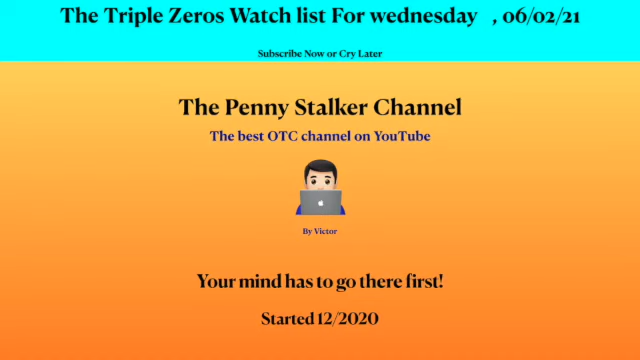 The Triple Zeros Watch list For wednesday , 06/02/21
Subscribe Now or Cry Later
The Penny Stalker Channel
The best OTC channel on YouTube
By Victor
Your mind has to go there first!
Started 12/2020